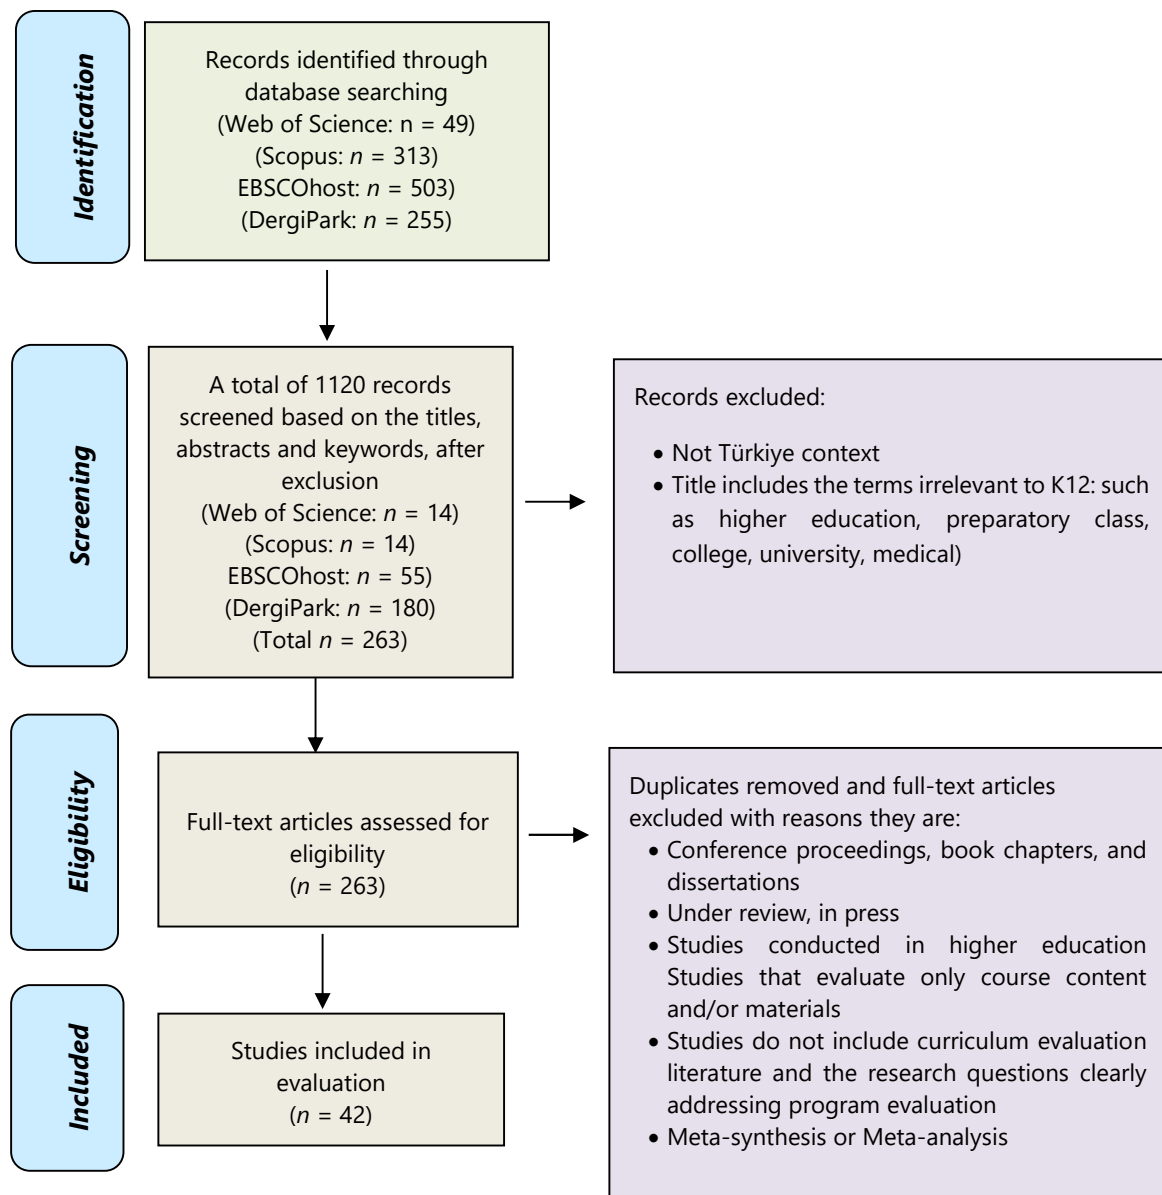 Identification
Records identified through
database searching
(Web of Science: n = 49)
(Scopus: n = 313)
EBSCOhost: n = 503)
(DergiPark: n = 255)
Screening
A total of 1120 records
screened based on the titles,
abstracts and keywords, after
exclusion
(Web of Science: n = 14)
(Scopus: n = 14)
EBSCOhost: n = 55)
(DergiPark: n = 180)
(Total n = 263)
Records excluded:
• Not Türkiye context
• Title includes the terms irrelevant to K12: such
as higher education, preparatory class,
college, university, medical)
Eligibility
Full-text articles assessed for
eligibility
(n = 263)
Duplicates removed and full-text articles
excluded with reasons they are:
• Conference proceedings, book chapters, and
dissertations
• Under review, in press
• Studies conducted in higher education
Studies that evaluate only course content
and/or materials
• Studies do not include curriculum evaluation
literature and the research questions clearly
addressing program evaluation
• Meta-synthesis or Meta-analysis
Included
Studies included in
evaluation
(n = 42)